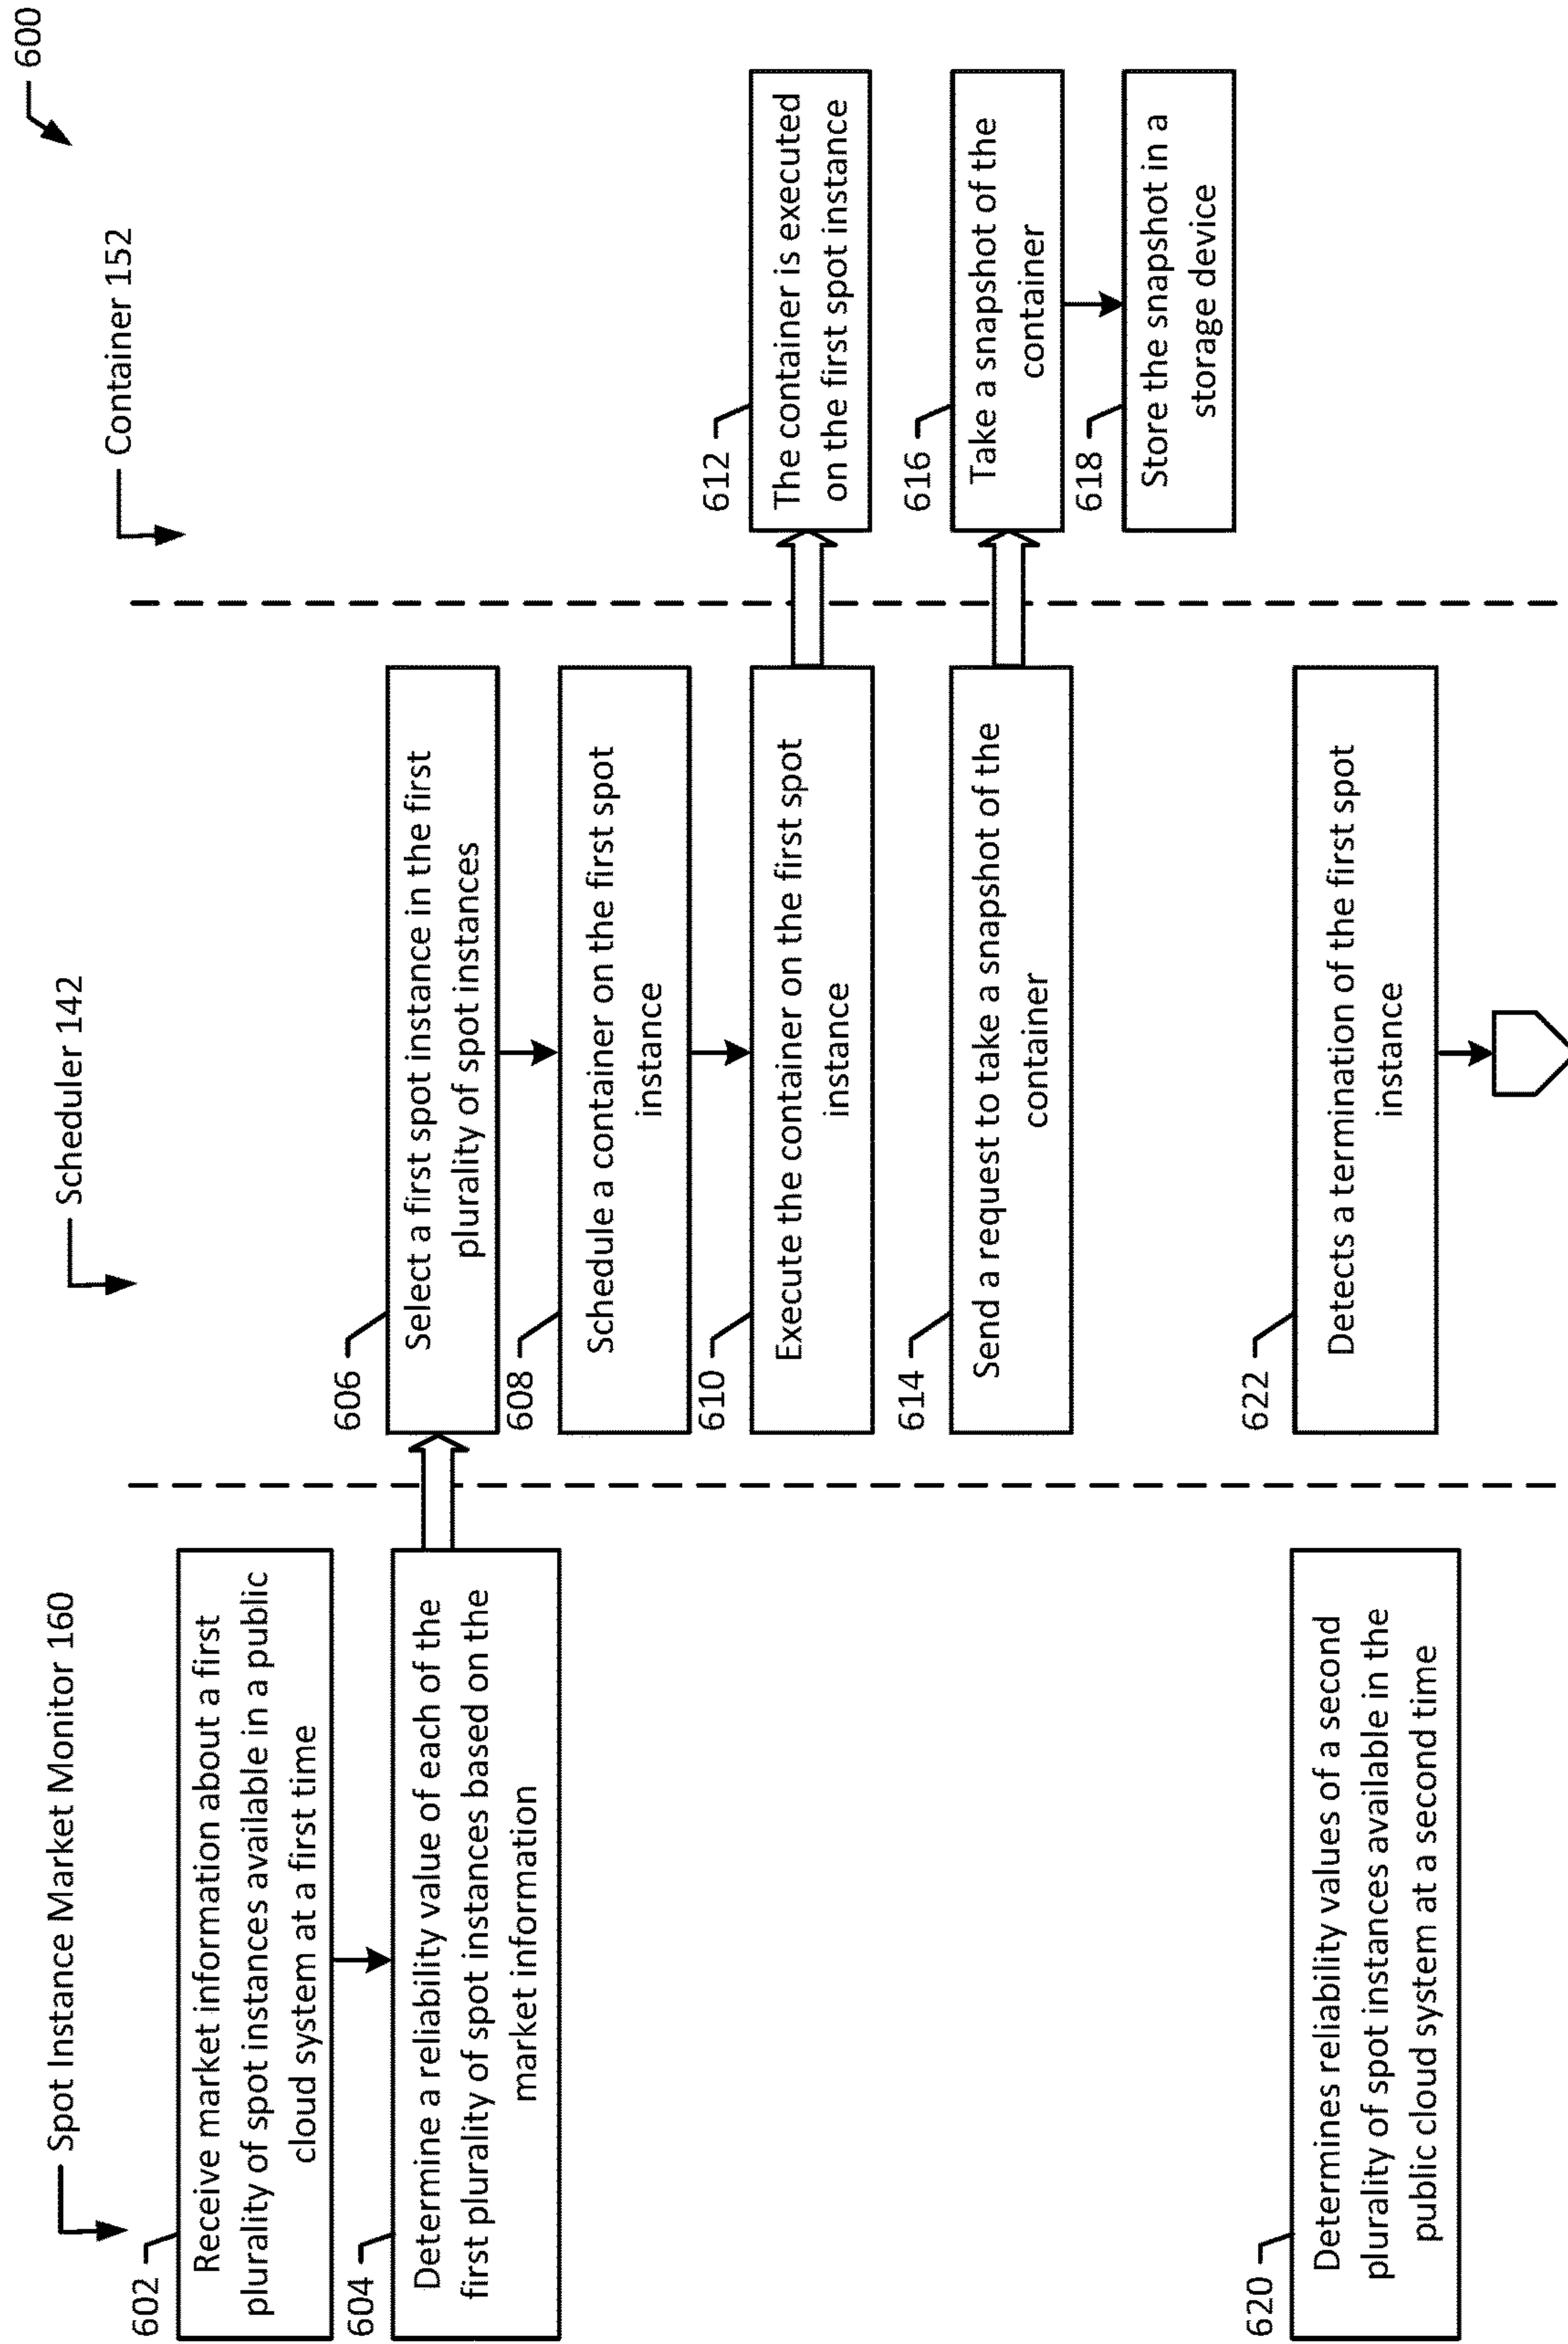 600
Spot Instance Market Monitor 160
Scheduler 142
Container 152
602
Receive market information about a first
plurality of spot instances available in a public
cloud system at a first time
604
Determine a reliability value of each of the
first plurality of spot instances based on the
market information
606
Select a first spot instance in the first
plurality of spot instances
608
Schedule a container on the first spot
instance
610
Execute the container on the first spot
instance
612
The container is executed
on the first spot instance
614
Send a request to take a snapshot of the
container
616
Take a snapshot of the
container
618
Store the snapshot in a
storage device
620
Determines reliability values of a second
plurality of spot instances available in the
public cloud system at a second time
622
Detects a termination of the first spot
instance